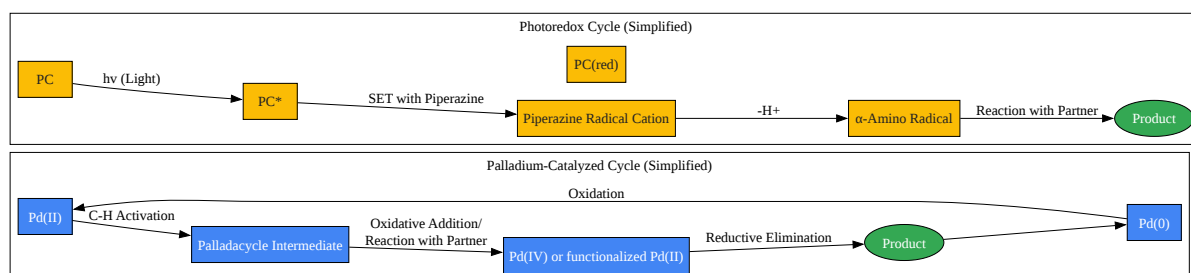 Photoredox Cycle (Simplified)
PC(red)
PC
hν (Light)
PC*
SET with Piperazine
Piperazine Radical Cation
-H+
α-Amino Radical
Reaction with Partner
Product
Palladium-Catalyzed Cycle (Simplified)
Oxidation
Pd(II)
C-H Activation
Palladacycle Intermediate
Oxidative Addition/
Reaction with Partner
Pd(IV) or functionalized Pd(II)
Reductive Elimination
Product
Pd(0)